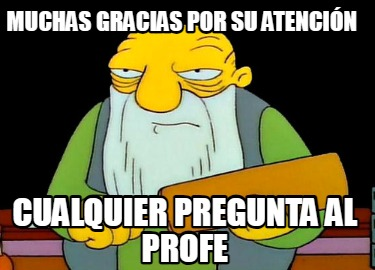 MUCHAS GRACIAS POR SU ATENCIÓN
CUALQUIER PREGUNTA AL
PROFE